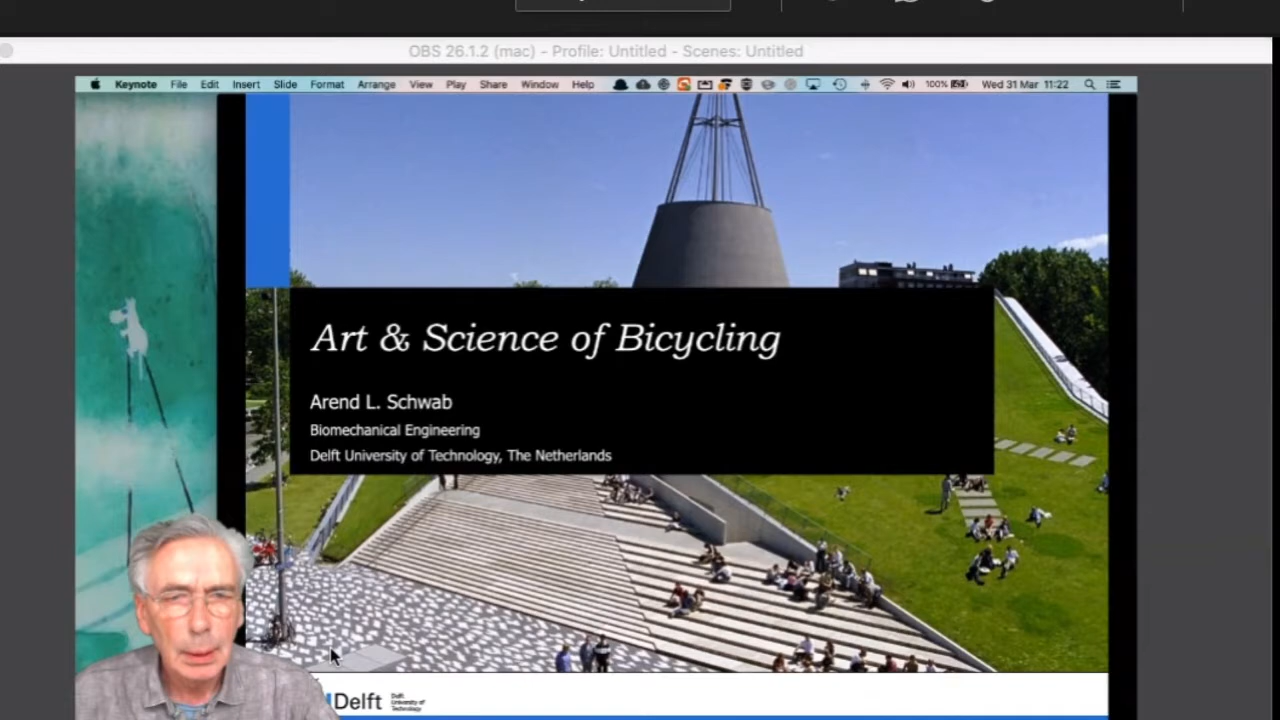 OBS 26.1.2 (mac) - Profile: Untitled - Scenes: Untitled
Keynote File Edit Insert Slide Format Arrange View Play Share Window Help 100% Wed 31 Mar 11:22
Art & Science of Bicycling
Arend L. Schwab
Biomechanical Engineering
Delft University of Technology, The Netherlands
Delft
Delft
University of
Technology